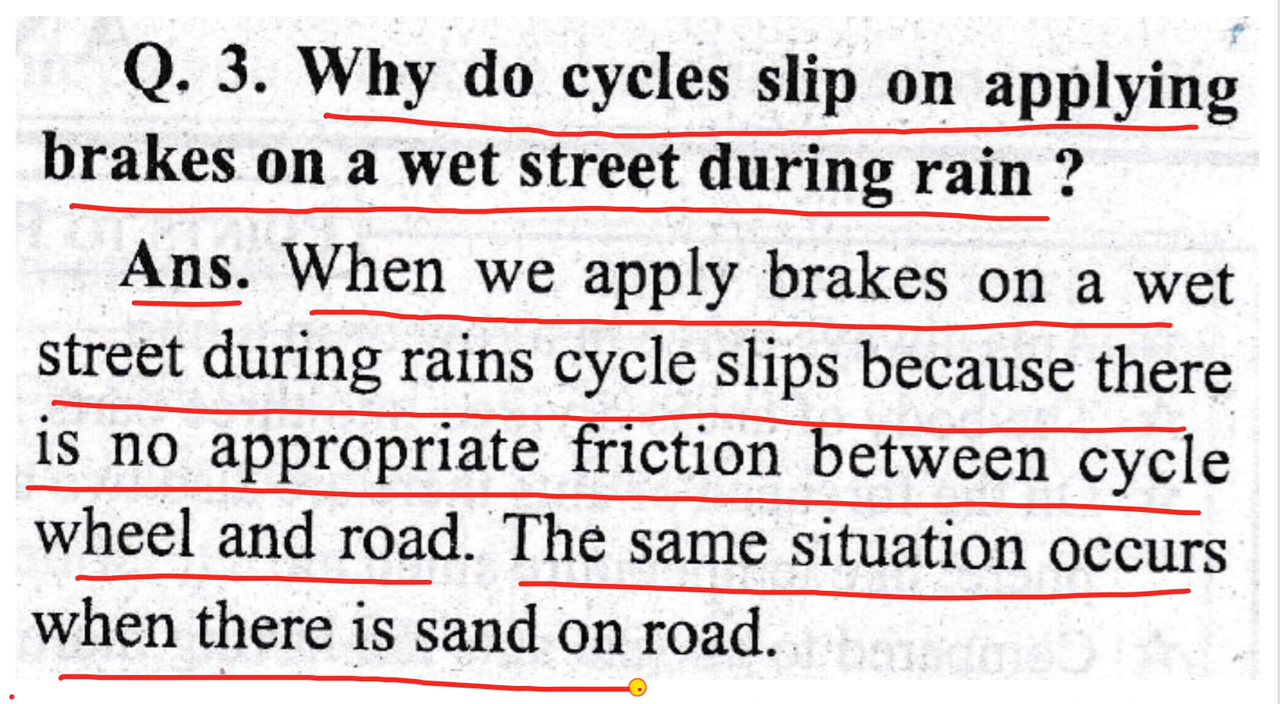 Q. 3. Why do cycles slip on applying
brakes on a wet street during rain ?
Ans. When we apply brakes on a wet
street during rains cycle slips because there
is no appropriate friction between cycle
wheel and road. The same situation occurs
when there is sand on road.